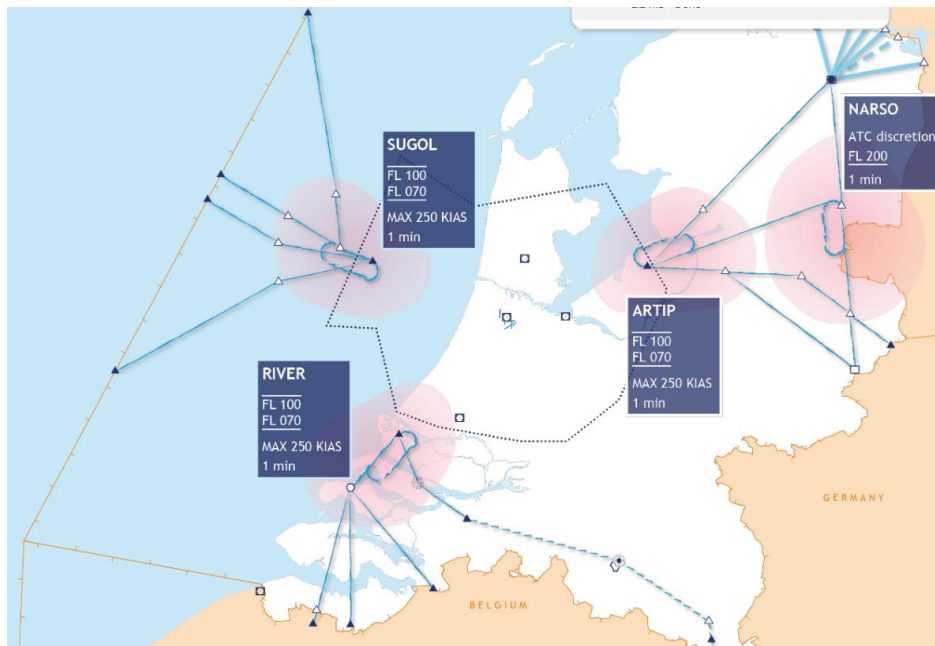 SUGOL
FL 100
FL 070
MAX 250 KIAS
1 min
NARSO
ATC discretion
FL 200
1 min
ARTIP
FL 100
FL 070
MAX 250 KIAS
1 min
RIVER
FL 100
FL 070
MAX 250 KIAS
1 min
GERMANY
BELGIUM